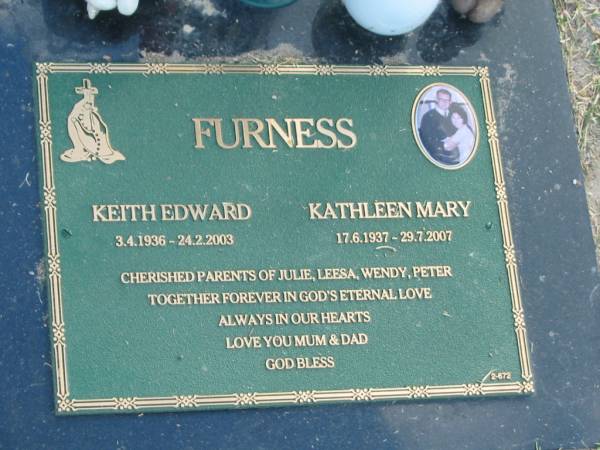 FURNESS
KEITH EDWARD
3.4.1936 - 24.2.2003
KATHLEEN MARY
17.6.1937 - 29.7.2007
CHERISHED PARENTS OF JULIE, LEESA, WENDY, PETER
TOGETHER FOREVER IN GOD'S ETERNAL LOVE
ALWAYS IN OUR HEARTS
LOVE YOU MUM & DAD
GOD BLESS
2-672